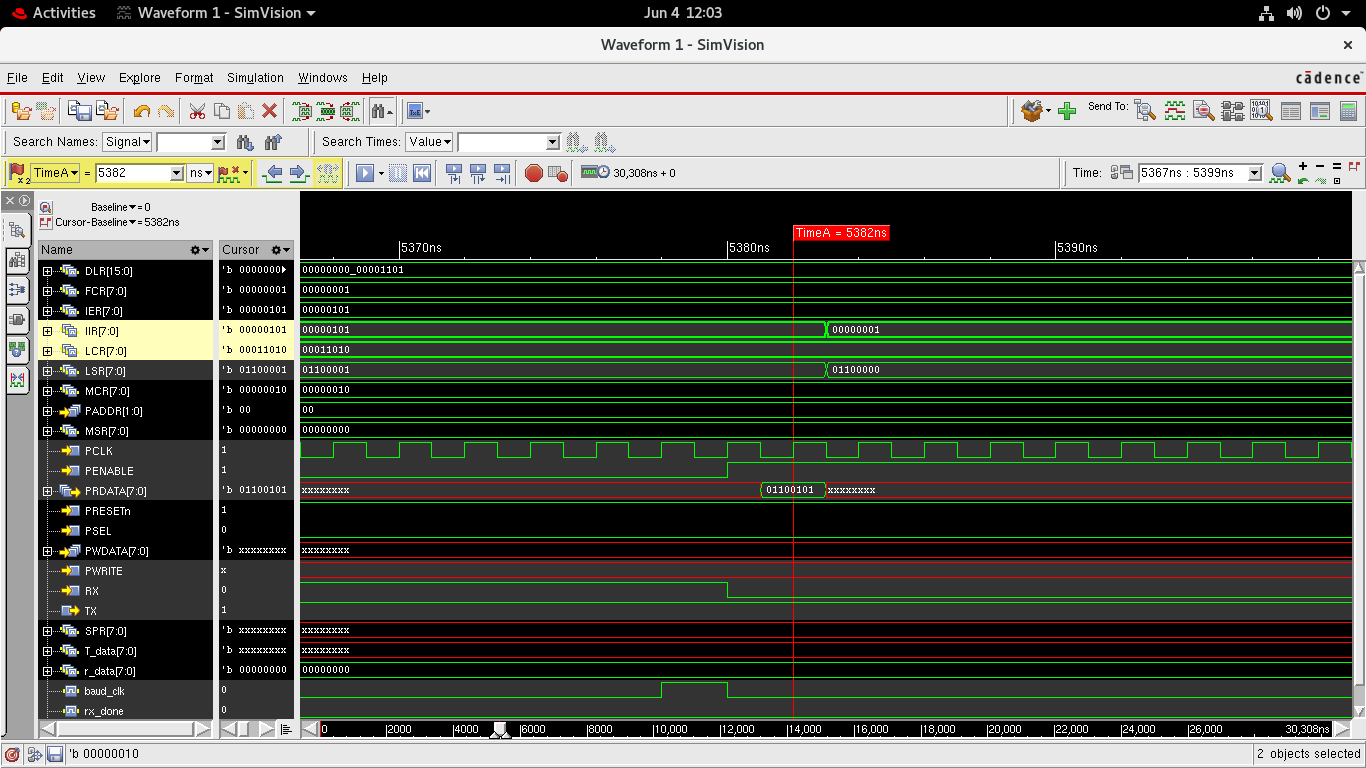 Activities Waveform 1 - SimVision Jun 4 12:03
Waveform 1 - SimVision
File Edit View Explore Format Simulation Windows Help cādence
Send To:
Search Names: Signal Search Times: Value
TimeA = 5382 ns 30,308ns + 0 Time: 5367ns : 5399ns
Baseline = 0
Cursor-Baseline = 5382ns
TimeA = 5382ns
Name Cursor 5370ns 5380ns 5390ns
DLR[15:0] 'b 0000000 00000000_00001101
FCR[7:0] 'b 00000001 00000001
IER[7:0] 'b 00000101 00000101
IIR[7:0] 'b 00000101 00000101 00000001
LCR[7:0] 'b 00011010 00011010
LSR[7:0] 'b 01100001 01100001 01100000
MCR[7:0] 'b 00000010 00000010
PADDR[1:0] 'b 00 00
MSR[7:0] 'b 00000000 00000000
PCLK 1
PENABLE 1
PRDATA[7:0] 'b 01100101 xxxxxxxx 01100101 xxxxxxxx
PRESETn 1
PSEL 0
PWDATA[7:0] 'b xxxxxxxx xxxxxxxx
PWRITE x
RX 0
TX 1
SPR[7:0] 'b xxxxxxxx xxxxxxxx
T_data[7:0] 'b xxxxxxxx xxxxxxxx
r_data[7:0] 'b 00000000 00000000
baud_clk 0
rx_done 0
0 2000 4000 6000 8000 10,000 12,000 14,000 16,000 18,000 20,000 22,000 24,000 26,000 30,308ns
'b 00000010 2 objects selected